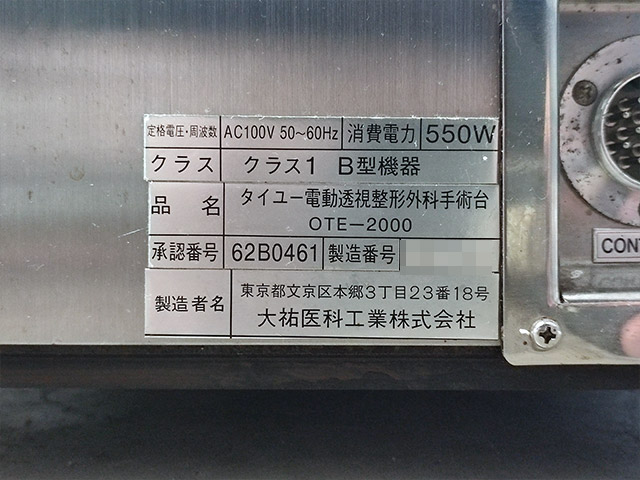 定格電圧・周波数 AC100V 50～60Hz 消費電力 550W
クラス クラス1 B型機器
品名 タイユー電動透視整形外科手術台
OTE-2000
承認番号 62B0461 製造番号
製造者名 東京都文京区本郷3丁目23番18号
大祐医科工業株式会社
CONT